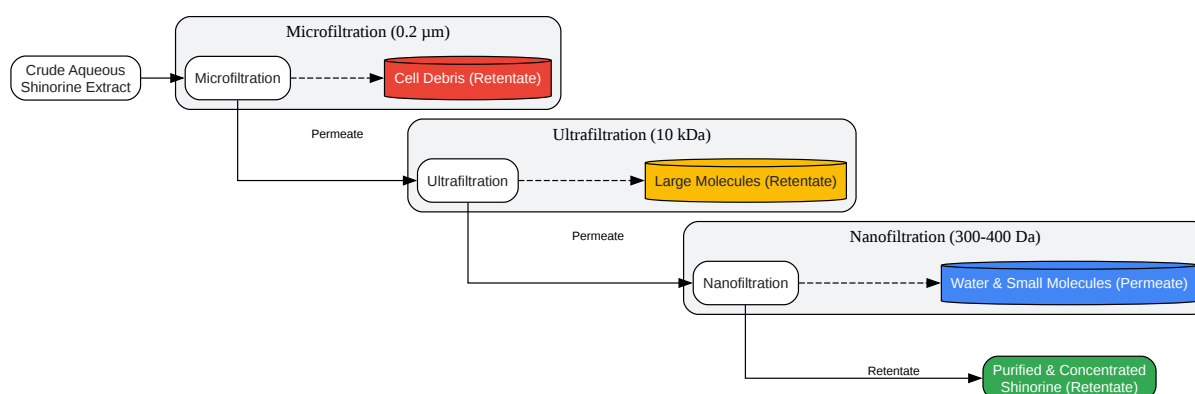 Microfiltration (0.2 µm)
Crude Aqueous
Shinorine Extract
Microfiltration
Cell Debris (Retentate)
Permeate
Ultrafiltration (10 kDa)
Ultrafiltration
Large Molecules (Retentate)
Permeate
Nanofiltration (300-400 Da)
Nanofiltration
Water & Small Molecules (Permeate)
Retentate
Purified & Concentrated
Shinorine (Retentate)